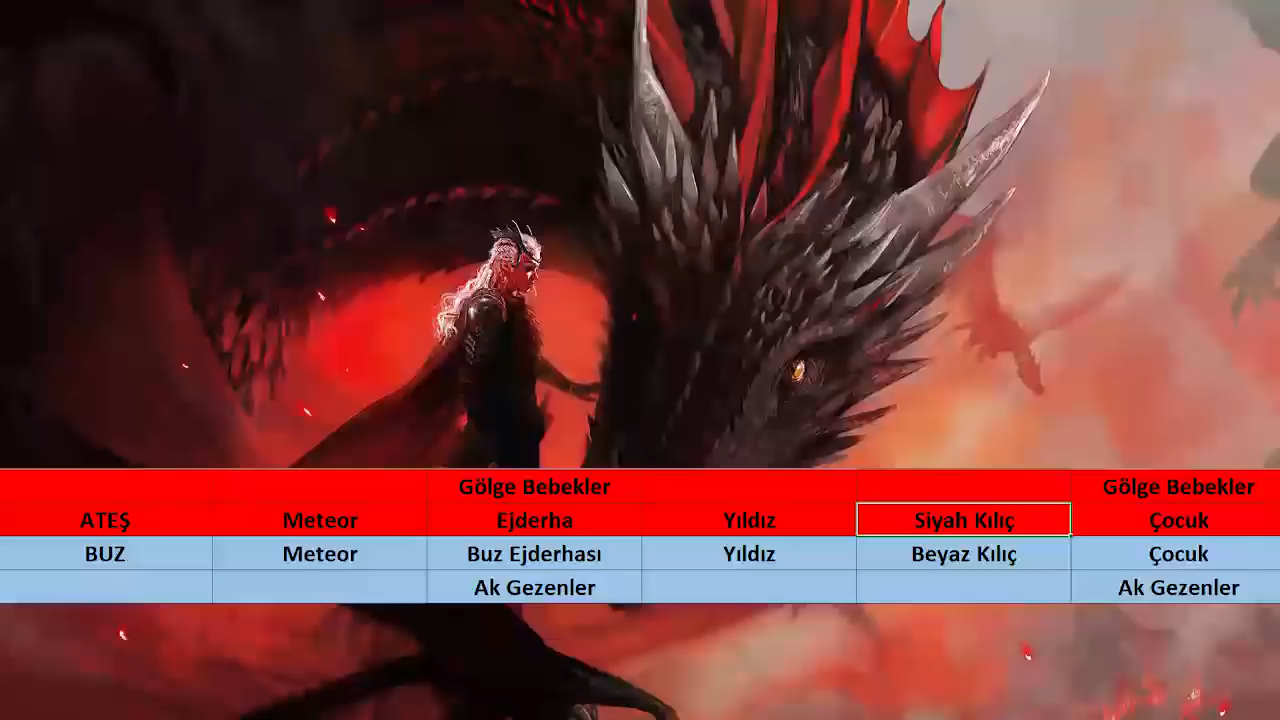 Gölge Bebekler Gölge Bebekler
ATEŞ Meteor Ejderha Yıldız Siyah Kılıç Çocuk
BUZ Meteor Buz Ejderhası Yıldız Beyaz Kılıç Çocuk
Ak Gezenler Ak Gezenler